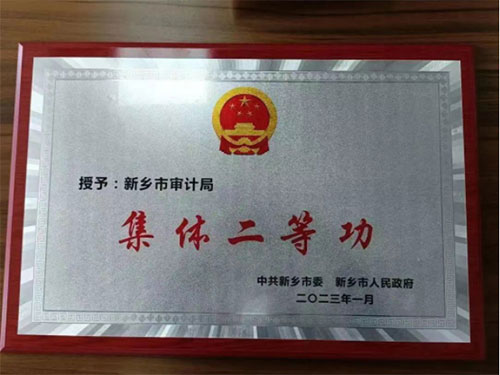 授予：新乡市审计局
集体二等功
中共新乡市委 新乡市人民政府
二〇二三年一月